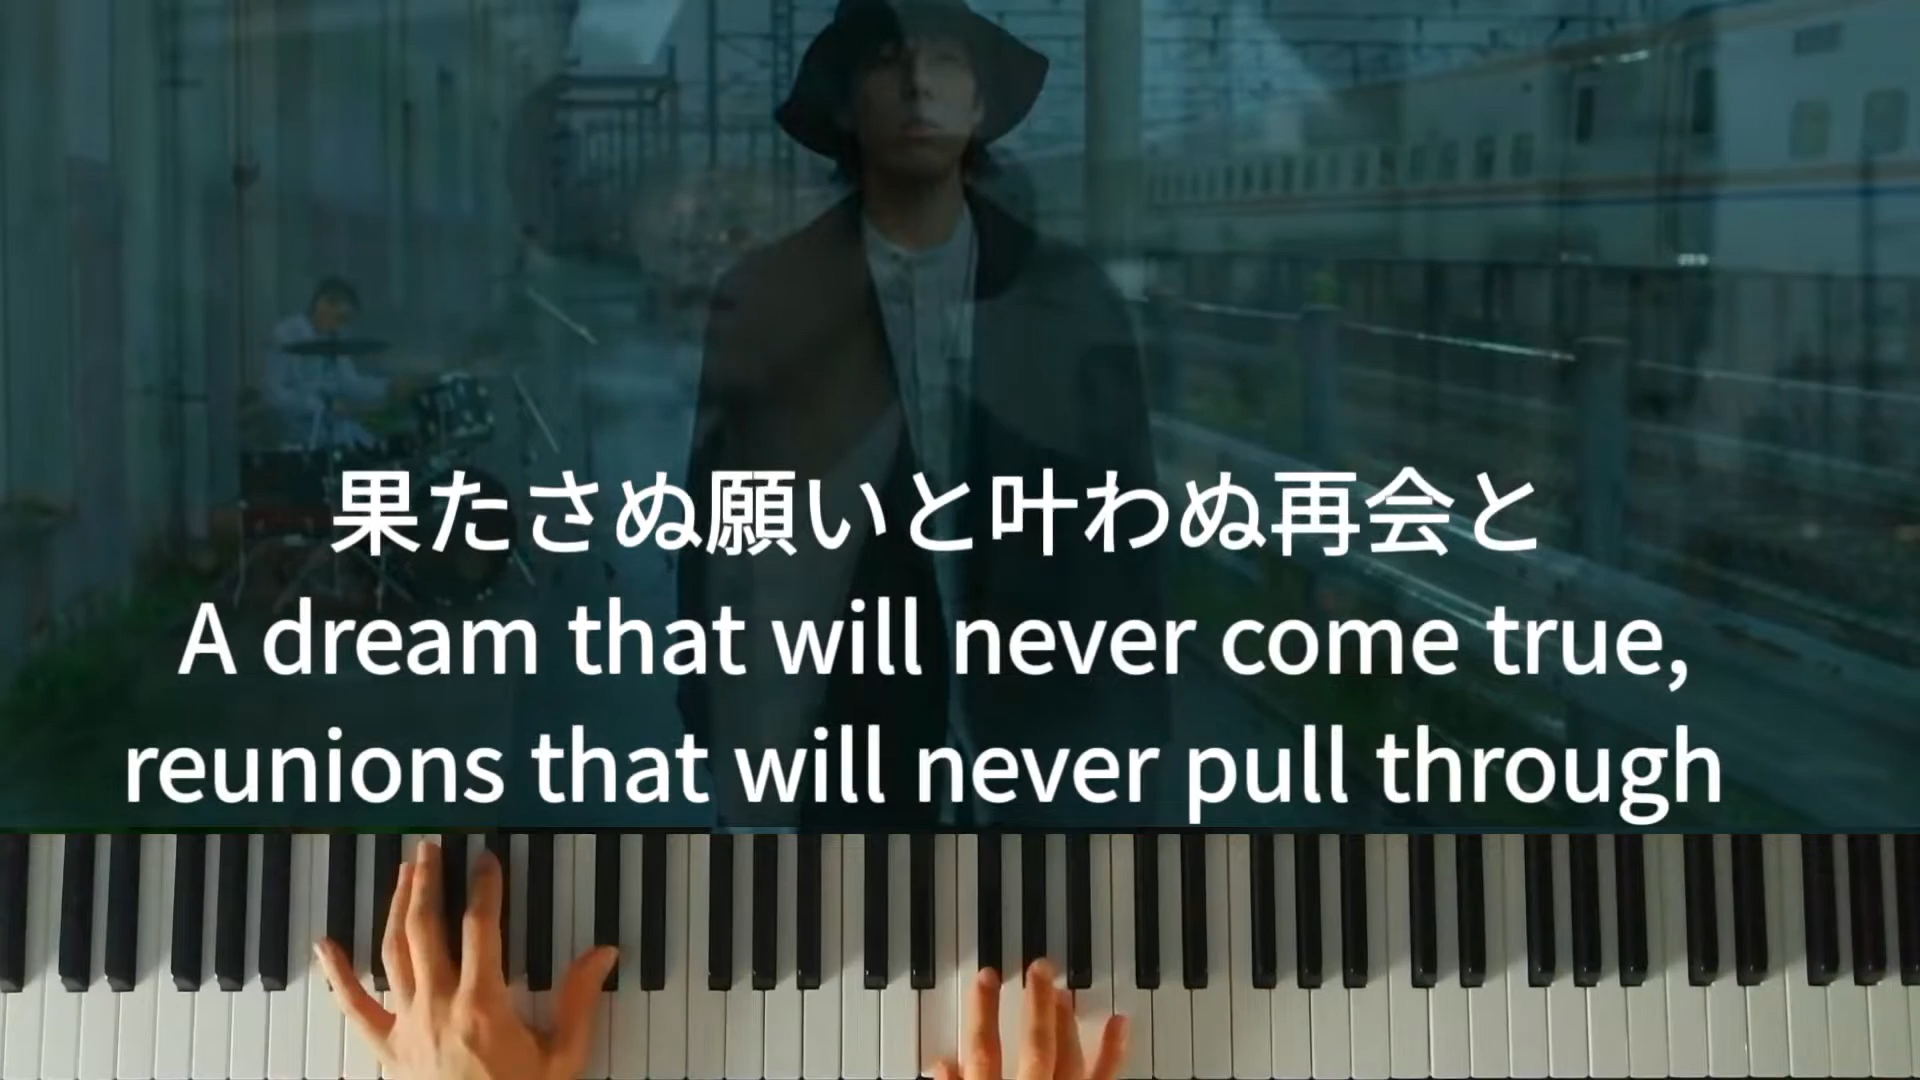 果たさぬ願いと叶わぬ再会と
A dream that will never come true,
reunions that will never pull through